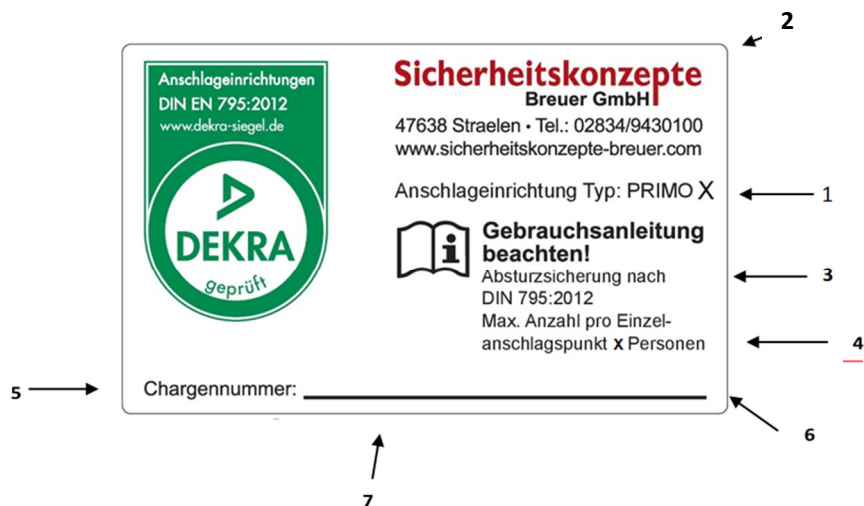 2
Anschlageinrichtungen
DIN EN 795:2012
www.dekra-siegel.de
DEKRA
geprüft
Sicherheitskonzepte
Breuer GmbH
47638 Straelen • Tel.: 02834/9430100
www.sicherheitskonzepte-breuer.com
Anschlageinrichtung Typ: PRIMO X
1
Gebrauchsanleitung
beachten!
Absturzsicherung nach
DIN 795:2012
3
Max. Anzahl pro Einzel-
anschlagspunkt x Personen
4
5
Chargennummer:
6
7